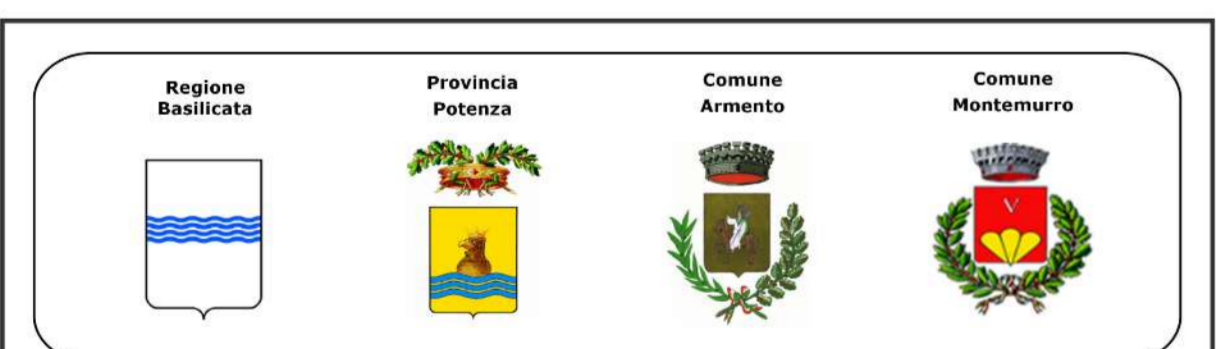 Regione
Basilicata
Provincia
Potenza
Comune
Armento
Comune
Montemurro
V